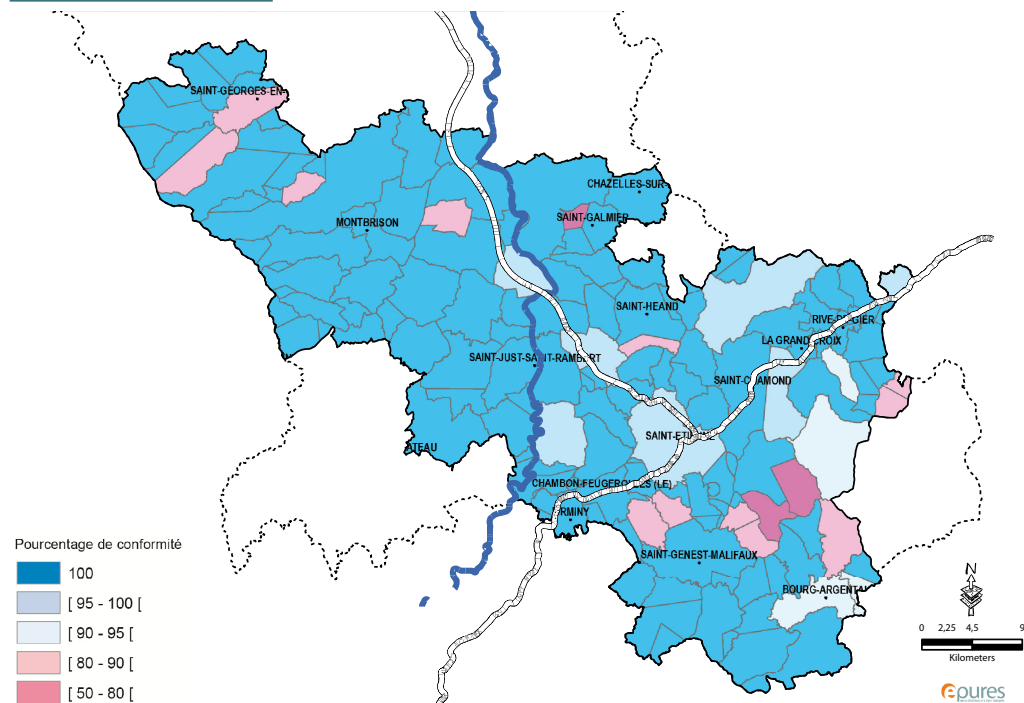 SAINT-GEORGES-EN-
CHAZELLES-SUR-
SAINT-GALMIER
MONTBRISON
SAINT-HEAND
RIVE-DE-GIER
LA GRAND-CROIX
SAINT-JUST-SAINT-RAMBERT
SAINT-CHAMOND
SAINT-ETIENNE
ATEAU
CHAMBON-FEUGEROLLES (LE)
RMINY
SAINT-GENEST-MALIFAUX
BOURG-ARGENTAL
Pourcentage de conformité
100
[ 95 - 100 [
[ 90 - 95 [
[ 80 - 90 [
[ 50 - 80 [
N
0 2,25 4,5 9
Kilometers
epures